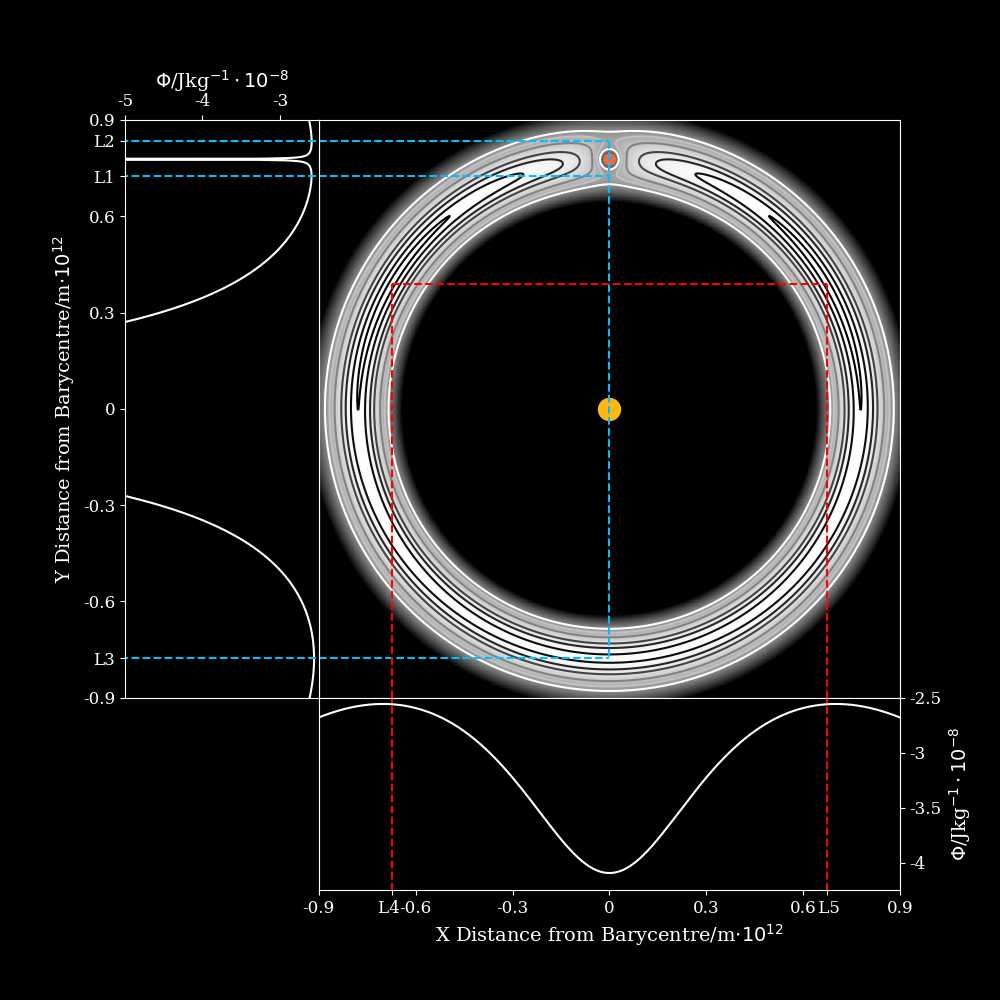 Φ/Jkg⁻¹ · 10⁻⁸
-5 -4 -3
0.9
L2
L1
0.6
0.3
0
-0.3
-0.6
L3
-0.9
Y Distance from Barycentre/m·10¹²
-2.5
-3
-3.5
-4
Φ/Jkg⁻¹ · 10⁻⁸
-0.9 L4 -0.6 -0.3 0 0.3 0.6 L5 0.9
X Distance from Barycentre/m·10¹²